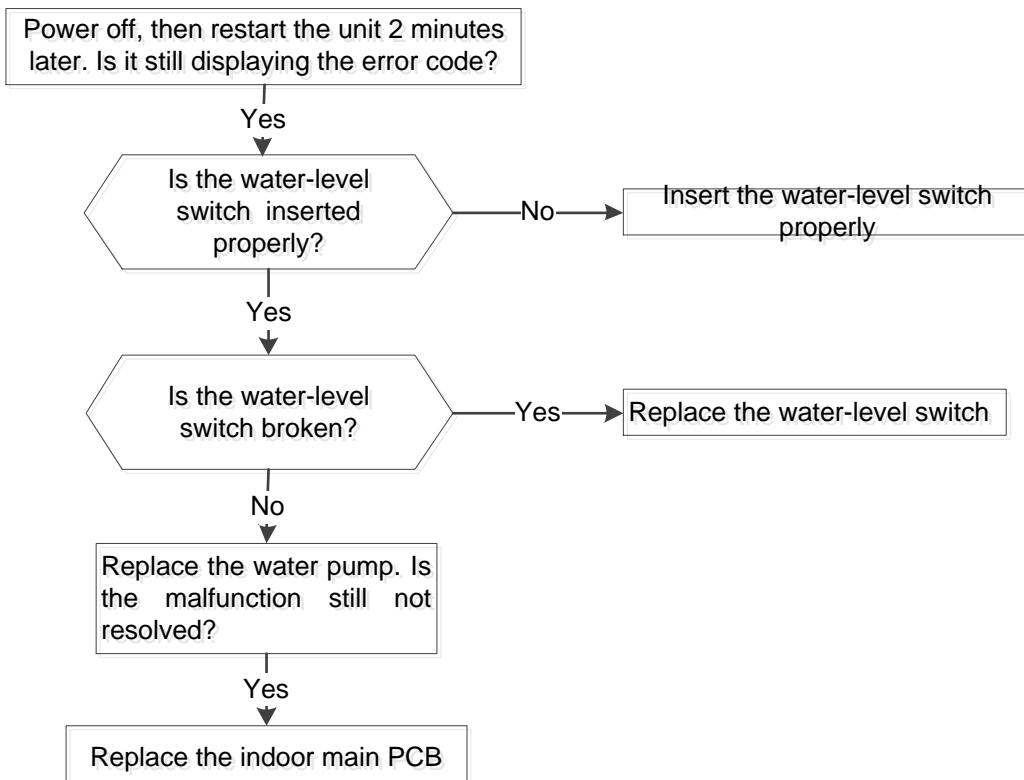 Power off, then restart the unit 2 minutes
later. Is it still displaying the error code?
Yes
Is the water-level
switch inserted
properly?
No
Insert the water-level switch
properly
Yes
Is the water-level
switch broken?
Yes
Replace the water-level switch
No
Replace the water pump. Is
the malfunction still not
resolved?
Yes
Replace the indoor main PCB